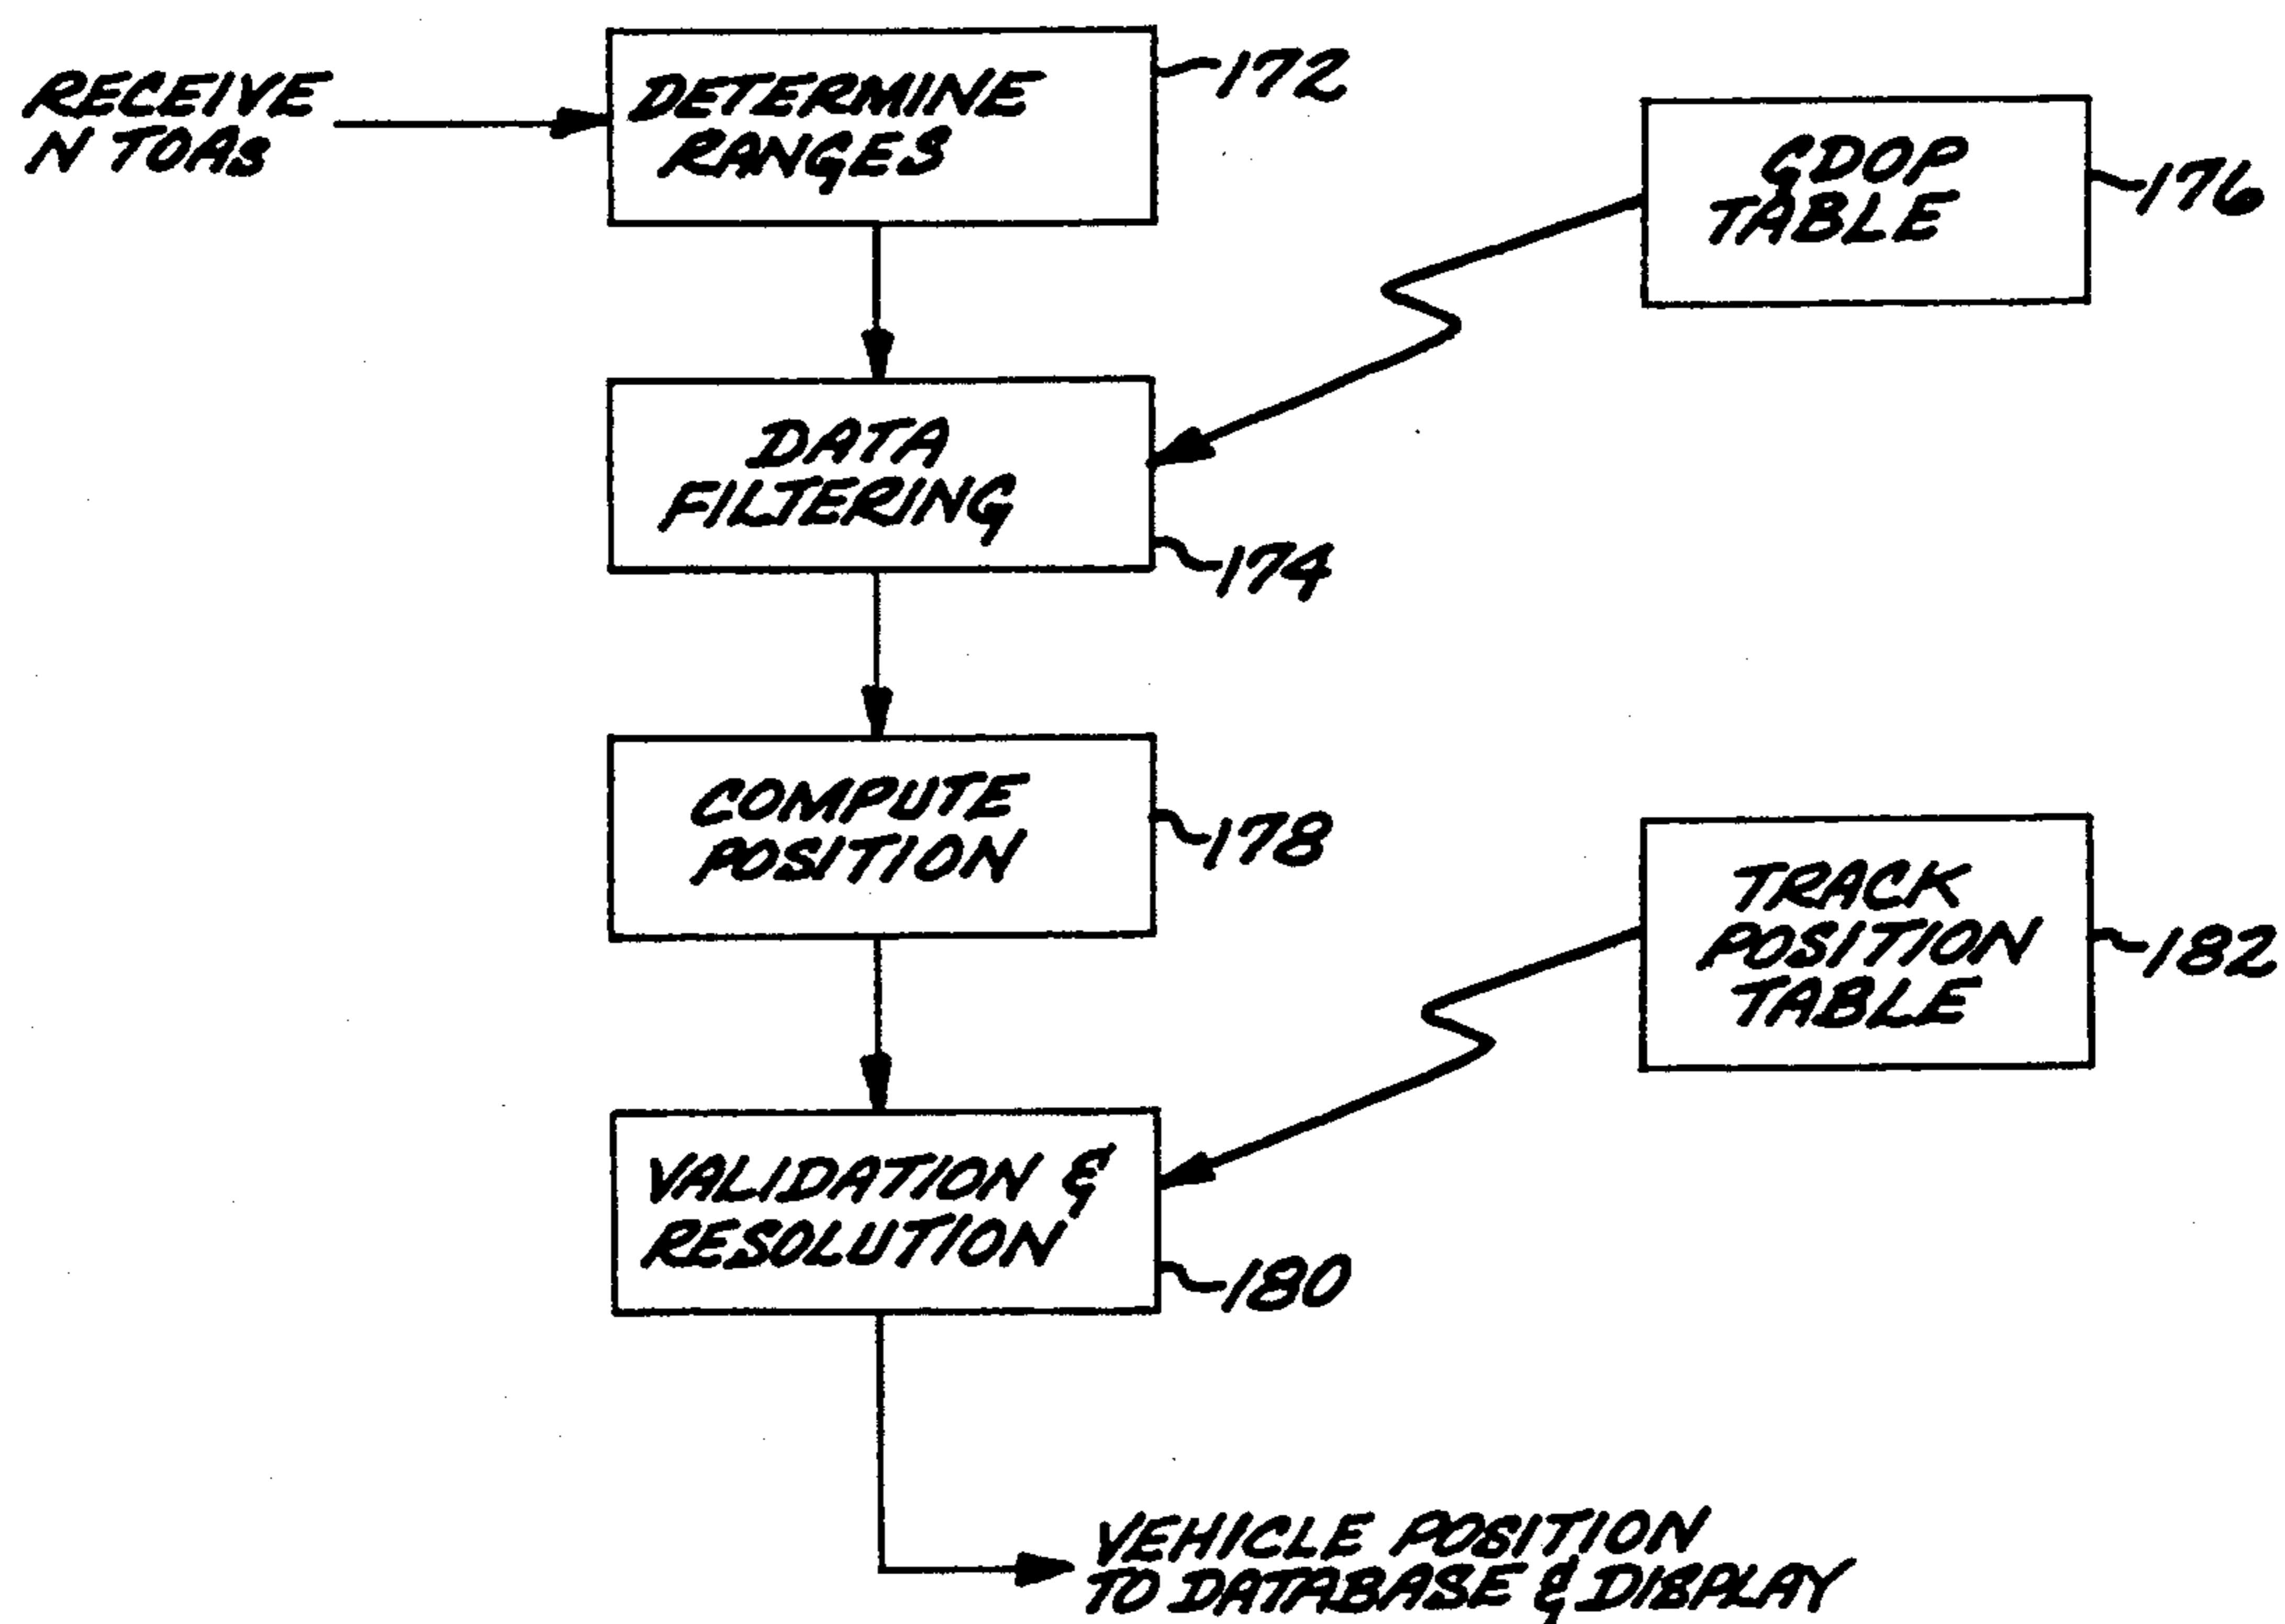 RECEIVE
N TOAS
DETERMINE
RANGES
172
GDOP
TABLE
176
DATA
FILTERING
174
COMPUTE
POSITION
178
TRACK
POSITION
TABLE
182
VALIDATION &
RESOLUTION
180
VEHICLE POSITION
TO DATABASE & DISPLAY